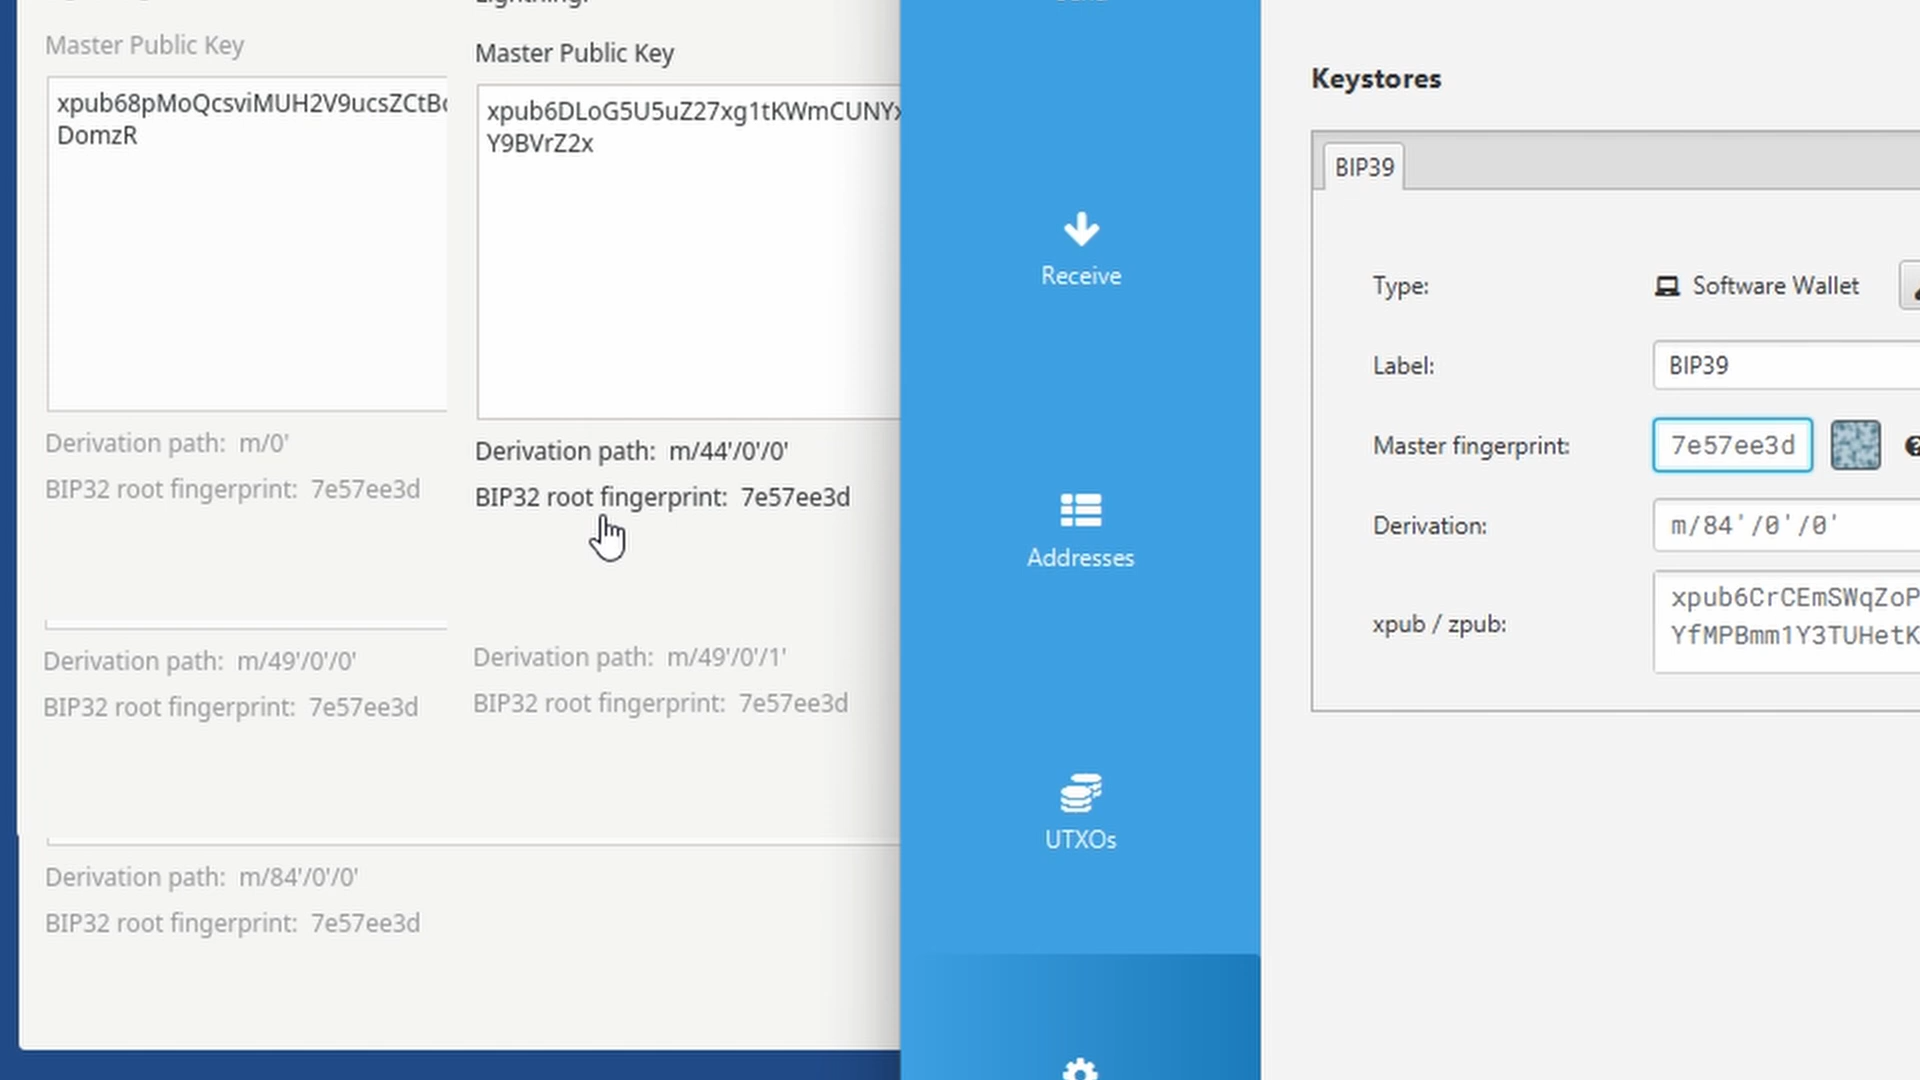 Master Public Key
xpub68pMoQcsviMUH2V9ucsZCtB
DomzR
Derivation path: m/0'
BIP32 root fingerprint: 7e57ee3d
Derivation path: m/49'/0'/0'
BIP32 root fingerprint: 7e57ee3d
Derivation path: m/84'/0'/0'
BIP32 root fingerprint: 7e57ee3d
Master Public Key
xpub6DLoG5U5uZ27xg1tKWmCUNYx
Y9BVrZ2x
Derivation path: m/44'/0'/0'
BIP32 root fingerprint: 7e57ee3d
Derivation path: m/49'/0'/1'
BIP32 root fingerprint: 7e57ee3d
Receive
Addresses
UTXOs
Keystores
BIP39
Type: Software Wallet
Label: BIP39
Master fingerprint: 7e57ee3d
Derivation: m/84'/0'/0'
xpub / zpub: xpub6CrCEmSWqZoP
YfMPBmm1Y3TUHetK